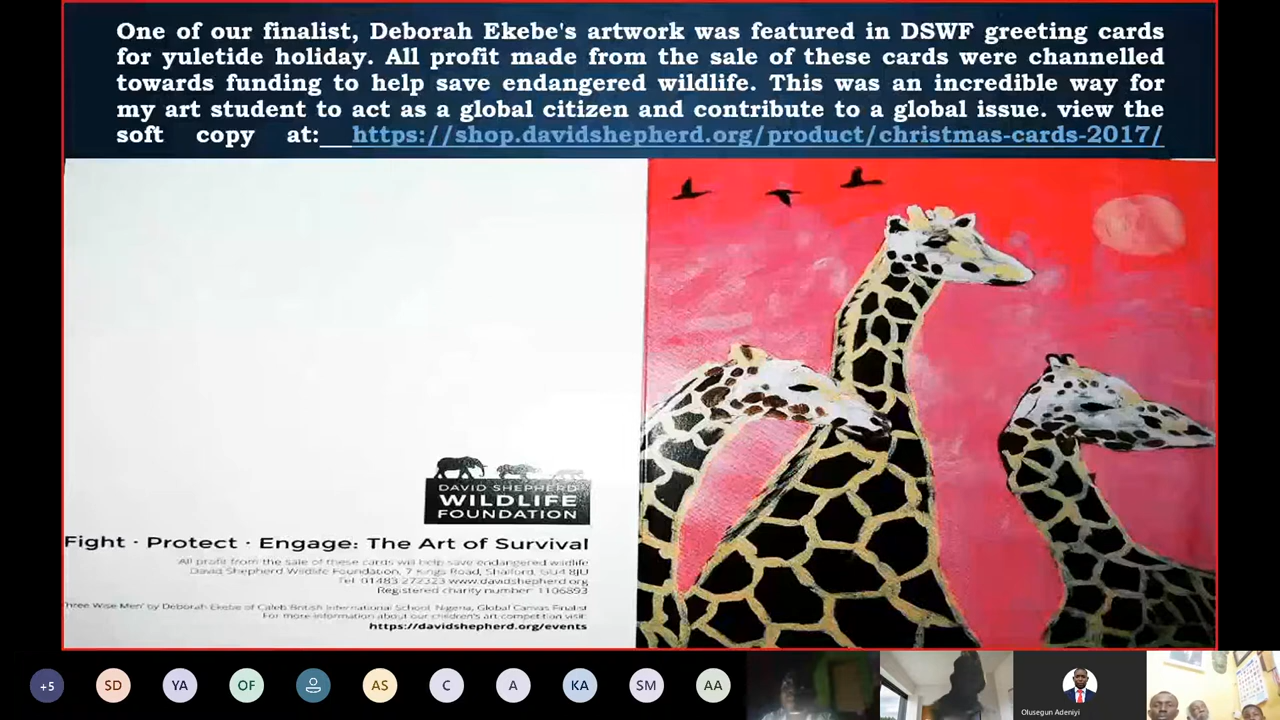 One of our finalist, Deborah Ekebe's artwork was featured in DSWF greeting cards
for yuletide holiday. All profit made from the sale of these cards were channelled
towards funding to help save endangered wildlife. This was an incredible way for
my art student to act as a global citizen and contribute to a global issue. view the
soft copy at: https://shop.davidshepherd.org/product/christmas-cards-2017/
DAVID SHEPHERD
WILDLIFE
FOUNDATION
Fight · Protect · Engage: The Art of Survival
All profit from the sale of these cards will help save endangered wildlife
David Shepherd Wildlife Foundation, 7 Kings Road, Shalford, GU4 8JU
Tel: 01483 272323 www.davidshepherd.org
Registered charity number: 1106893
Three Wise Men' by Deborah Ekebe of Caleb British International School, Nigeria, Global Canvas Finalist
For more information about our children's art competition visit:
https://davidshepherd.org/events
+5
SD
YA
OF
AS
C
A
KA
SM
AA
Olusegun Adeniyi